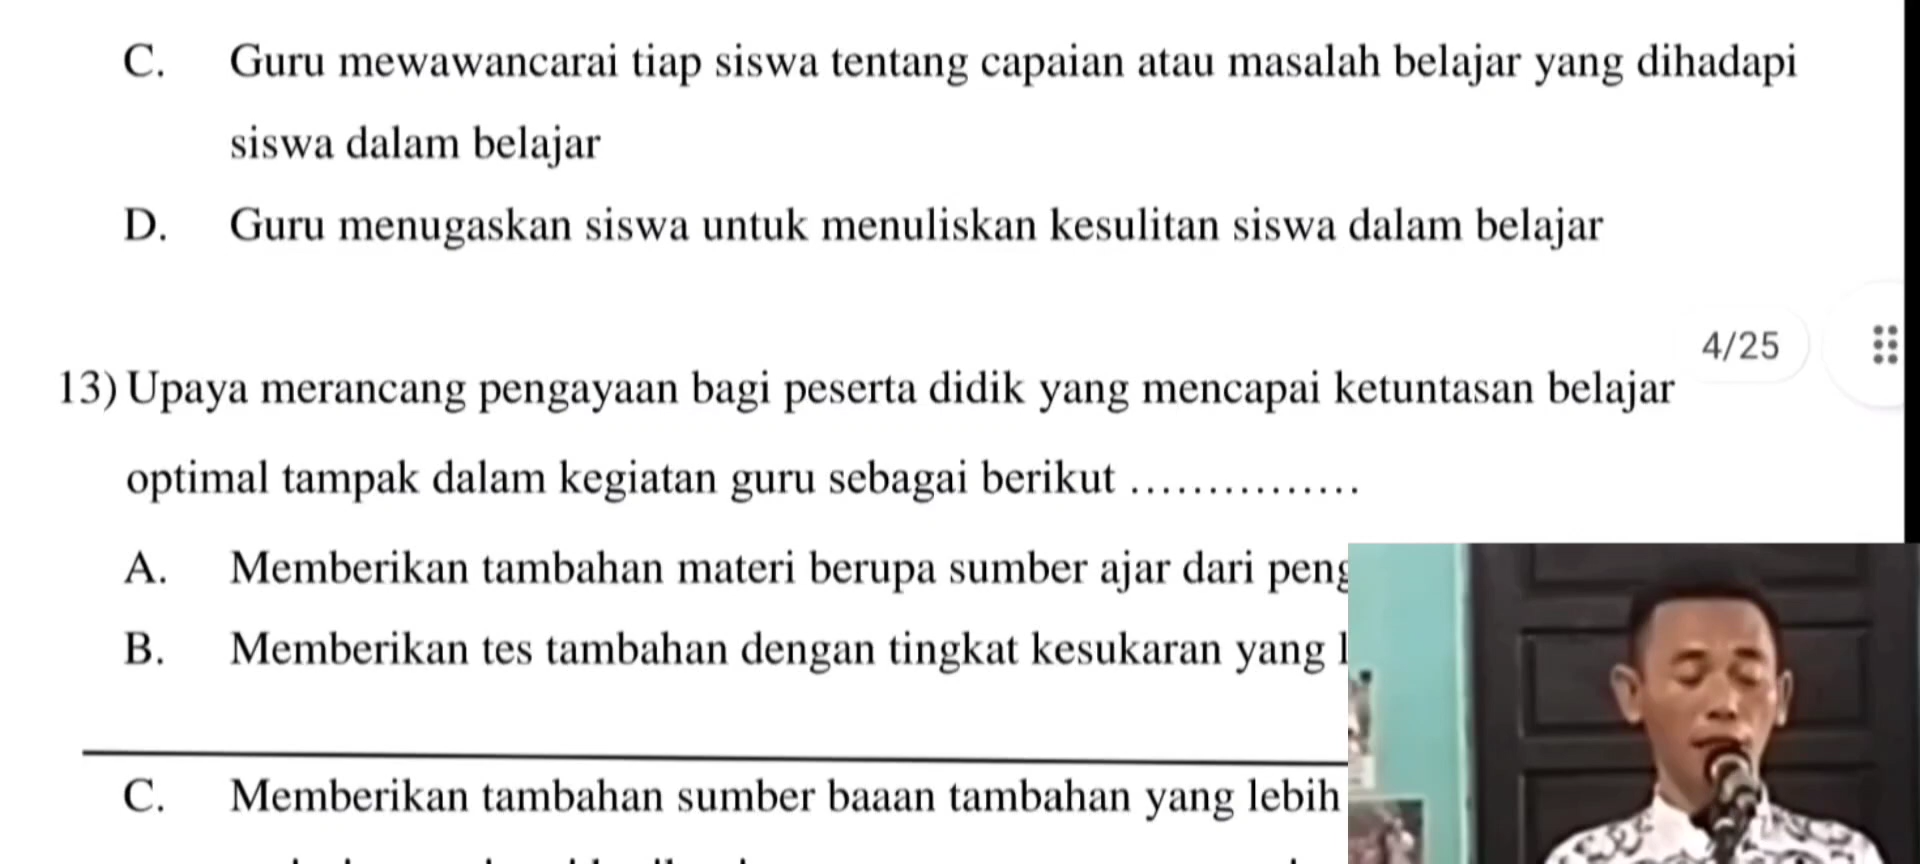 C. Guru mewawancarai tiap siswa tentang capaian atau masalah belajar yang dihadapi
siswa dalam belajar
D. Guru menugaskan siswa untuk menuliskan kesulitan siswa dalam belajar
4/25
13) Upaya merancang pengayaan bagi peserta didik yang mencapai ketuntasan belajar
optimal tampak dalam kegiatan guru sebagai berikut ...............
A. Memberikan tambahan materi berupa sumber ajar dari
B. Memberikan tes tambahan dengan tingkat kesukaran yang
C. Memberikan tambahan sumber baaan tambahan yang lebih